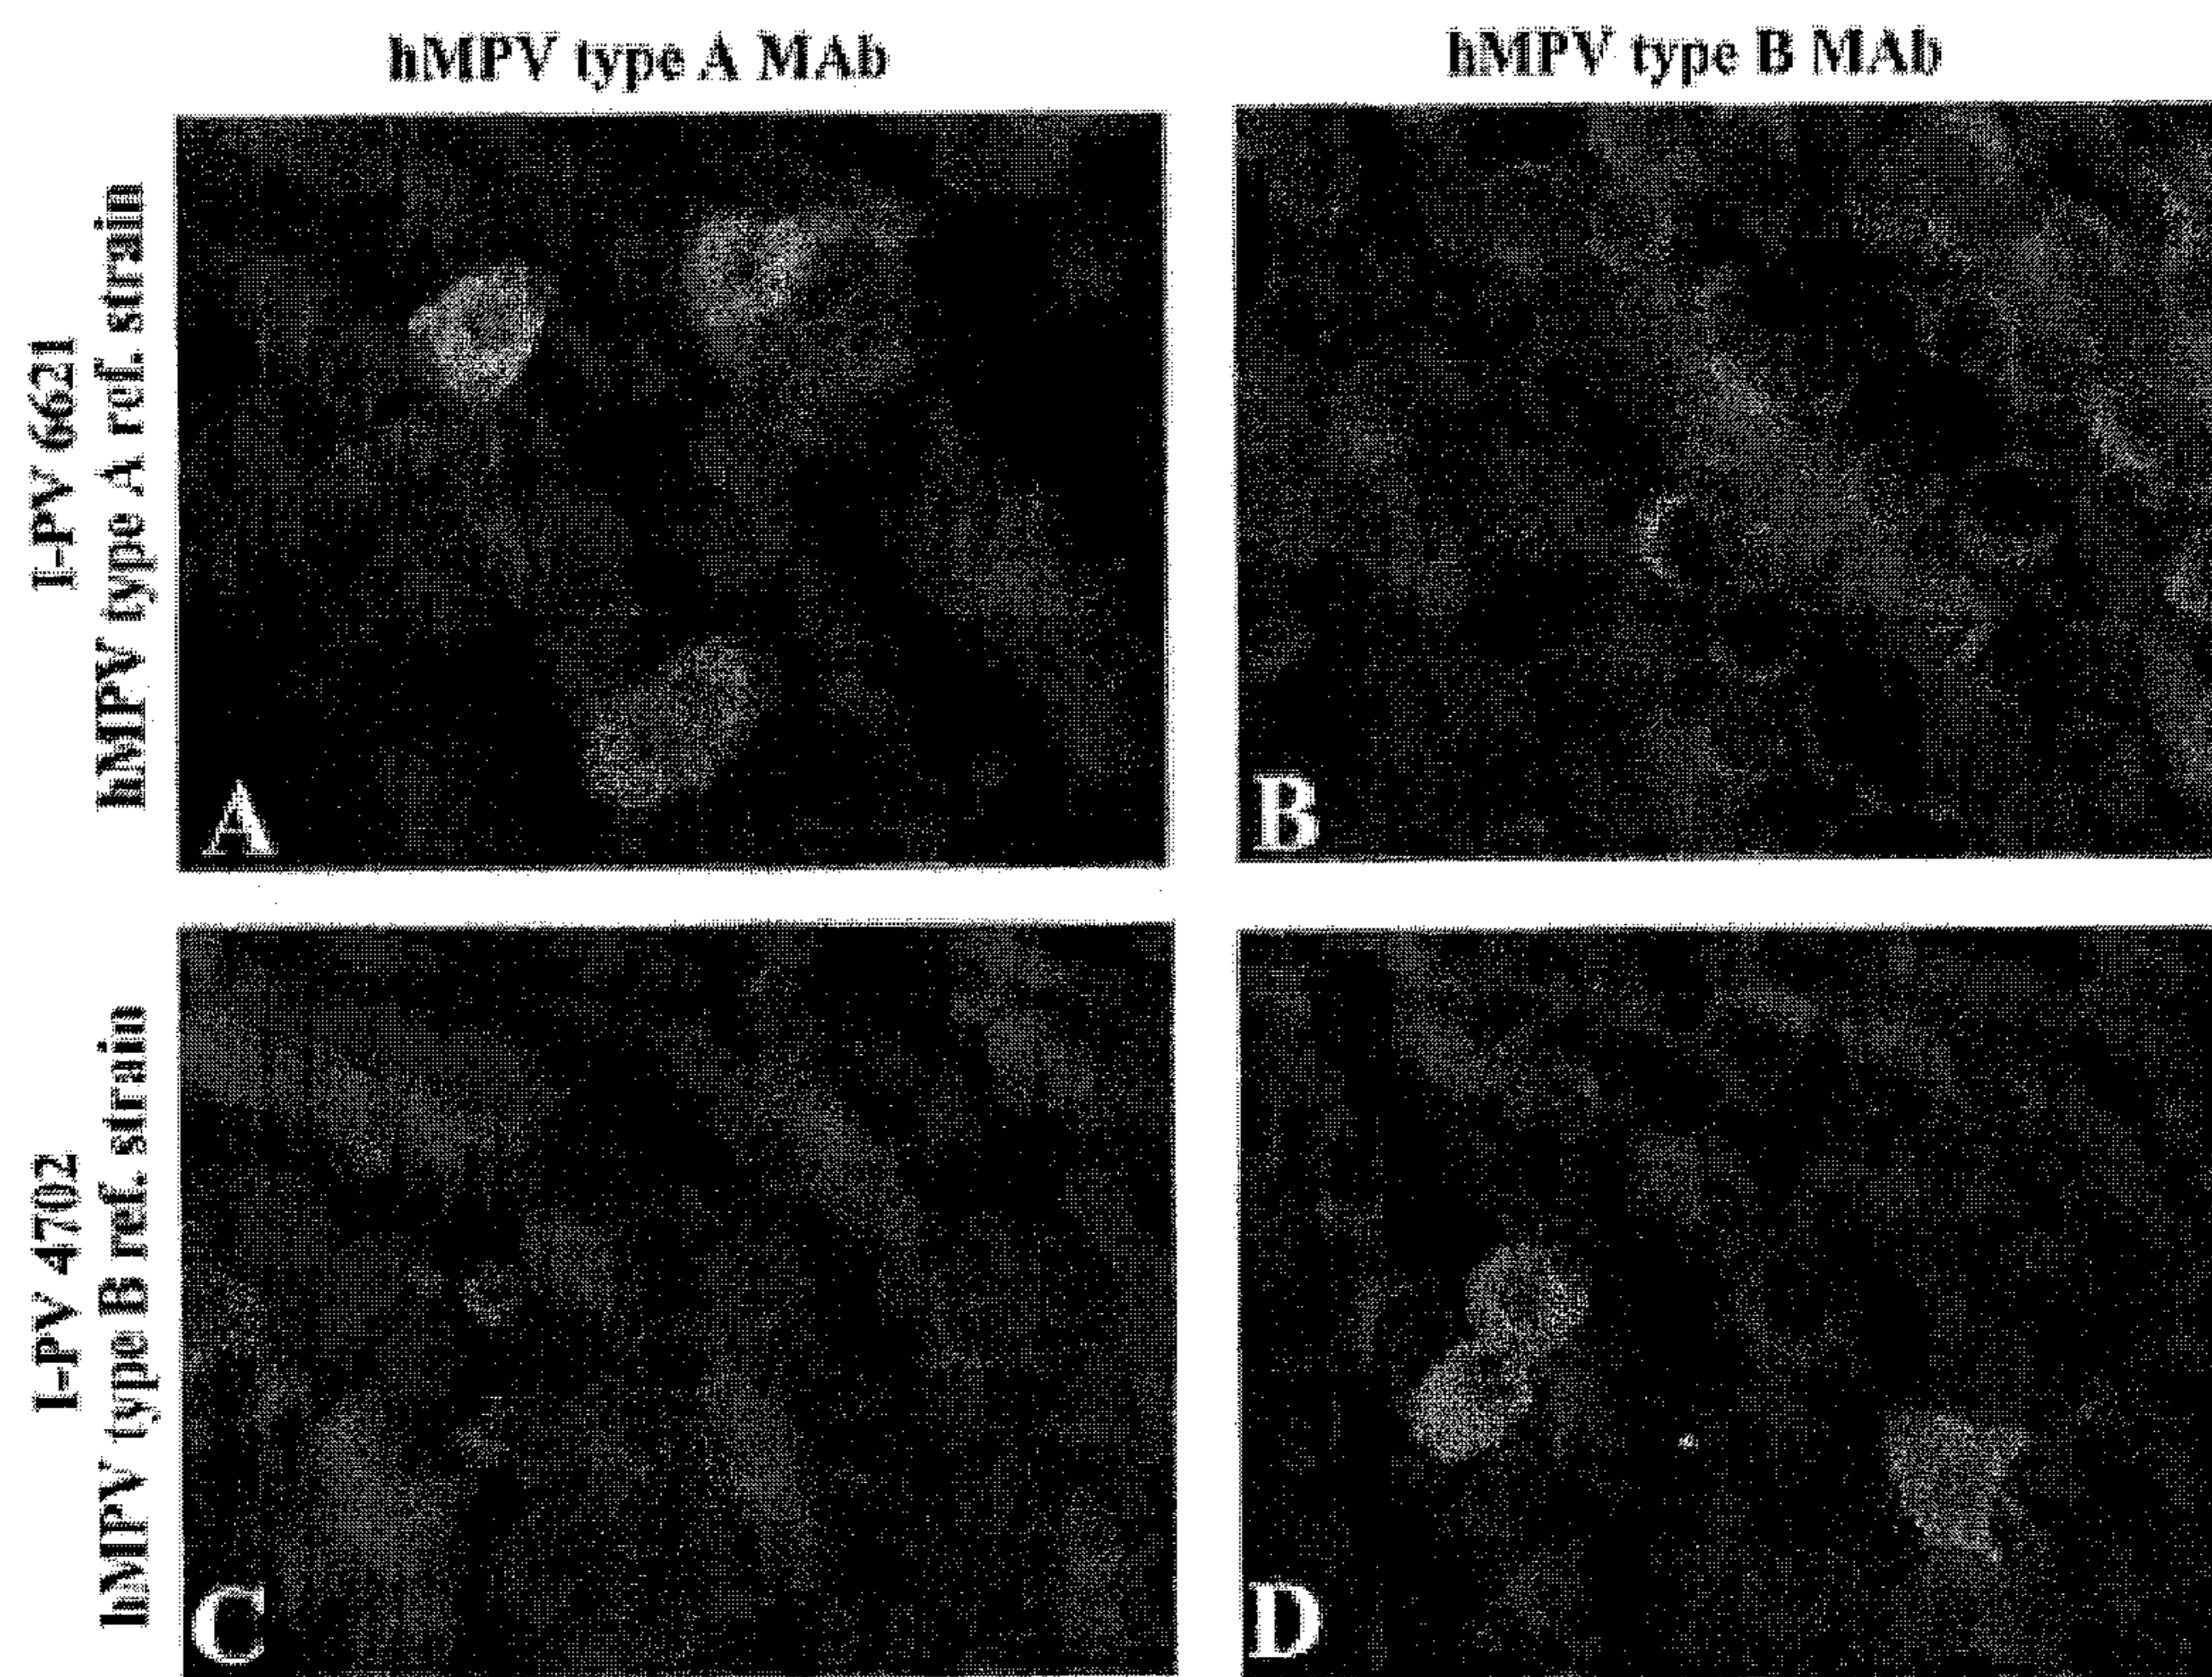 hMPV type A MAb
hMPV type B MAb
I-PV 6621
hMPV type A ref. strain
A
B
I-PV 4702
hMPV type B ref. strain
C
D